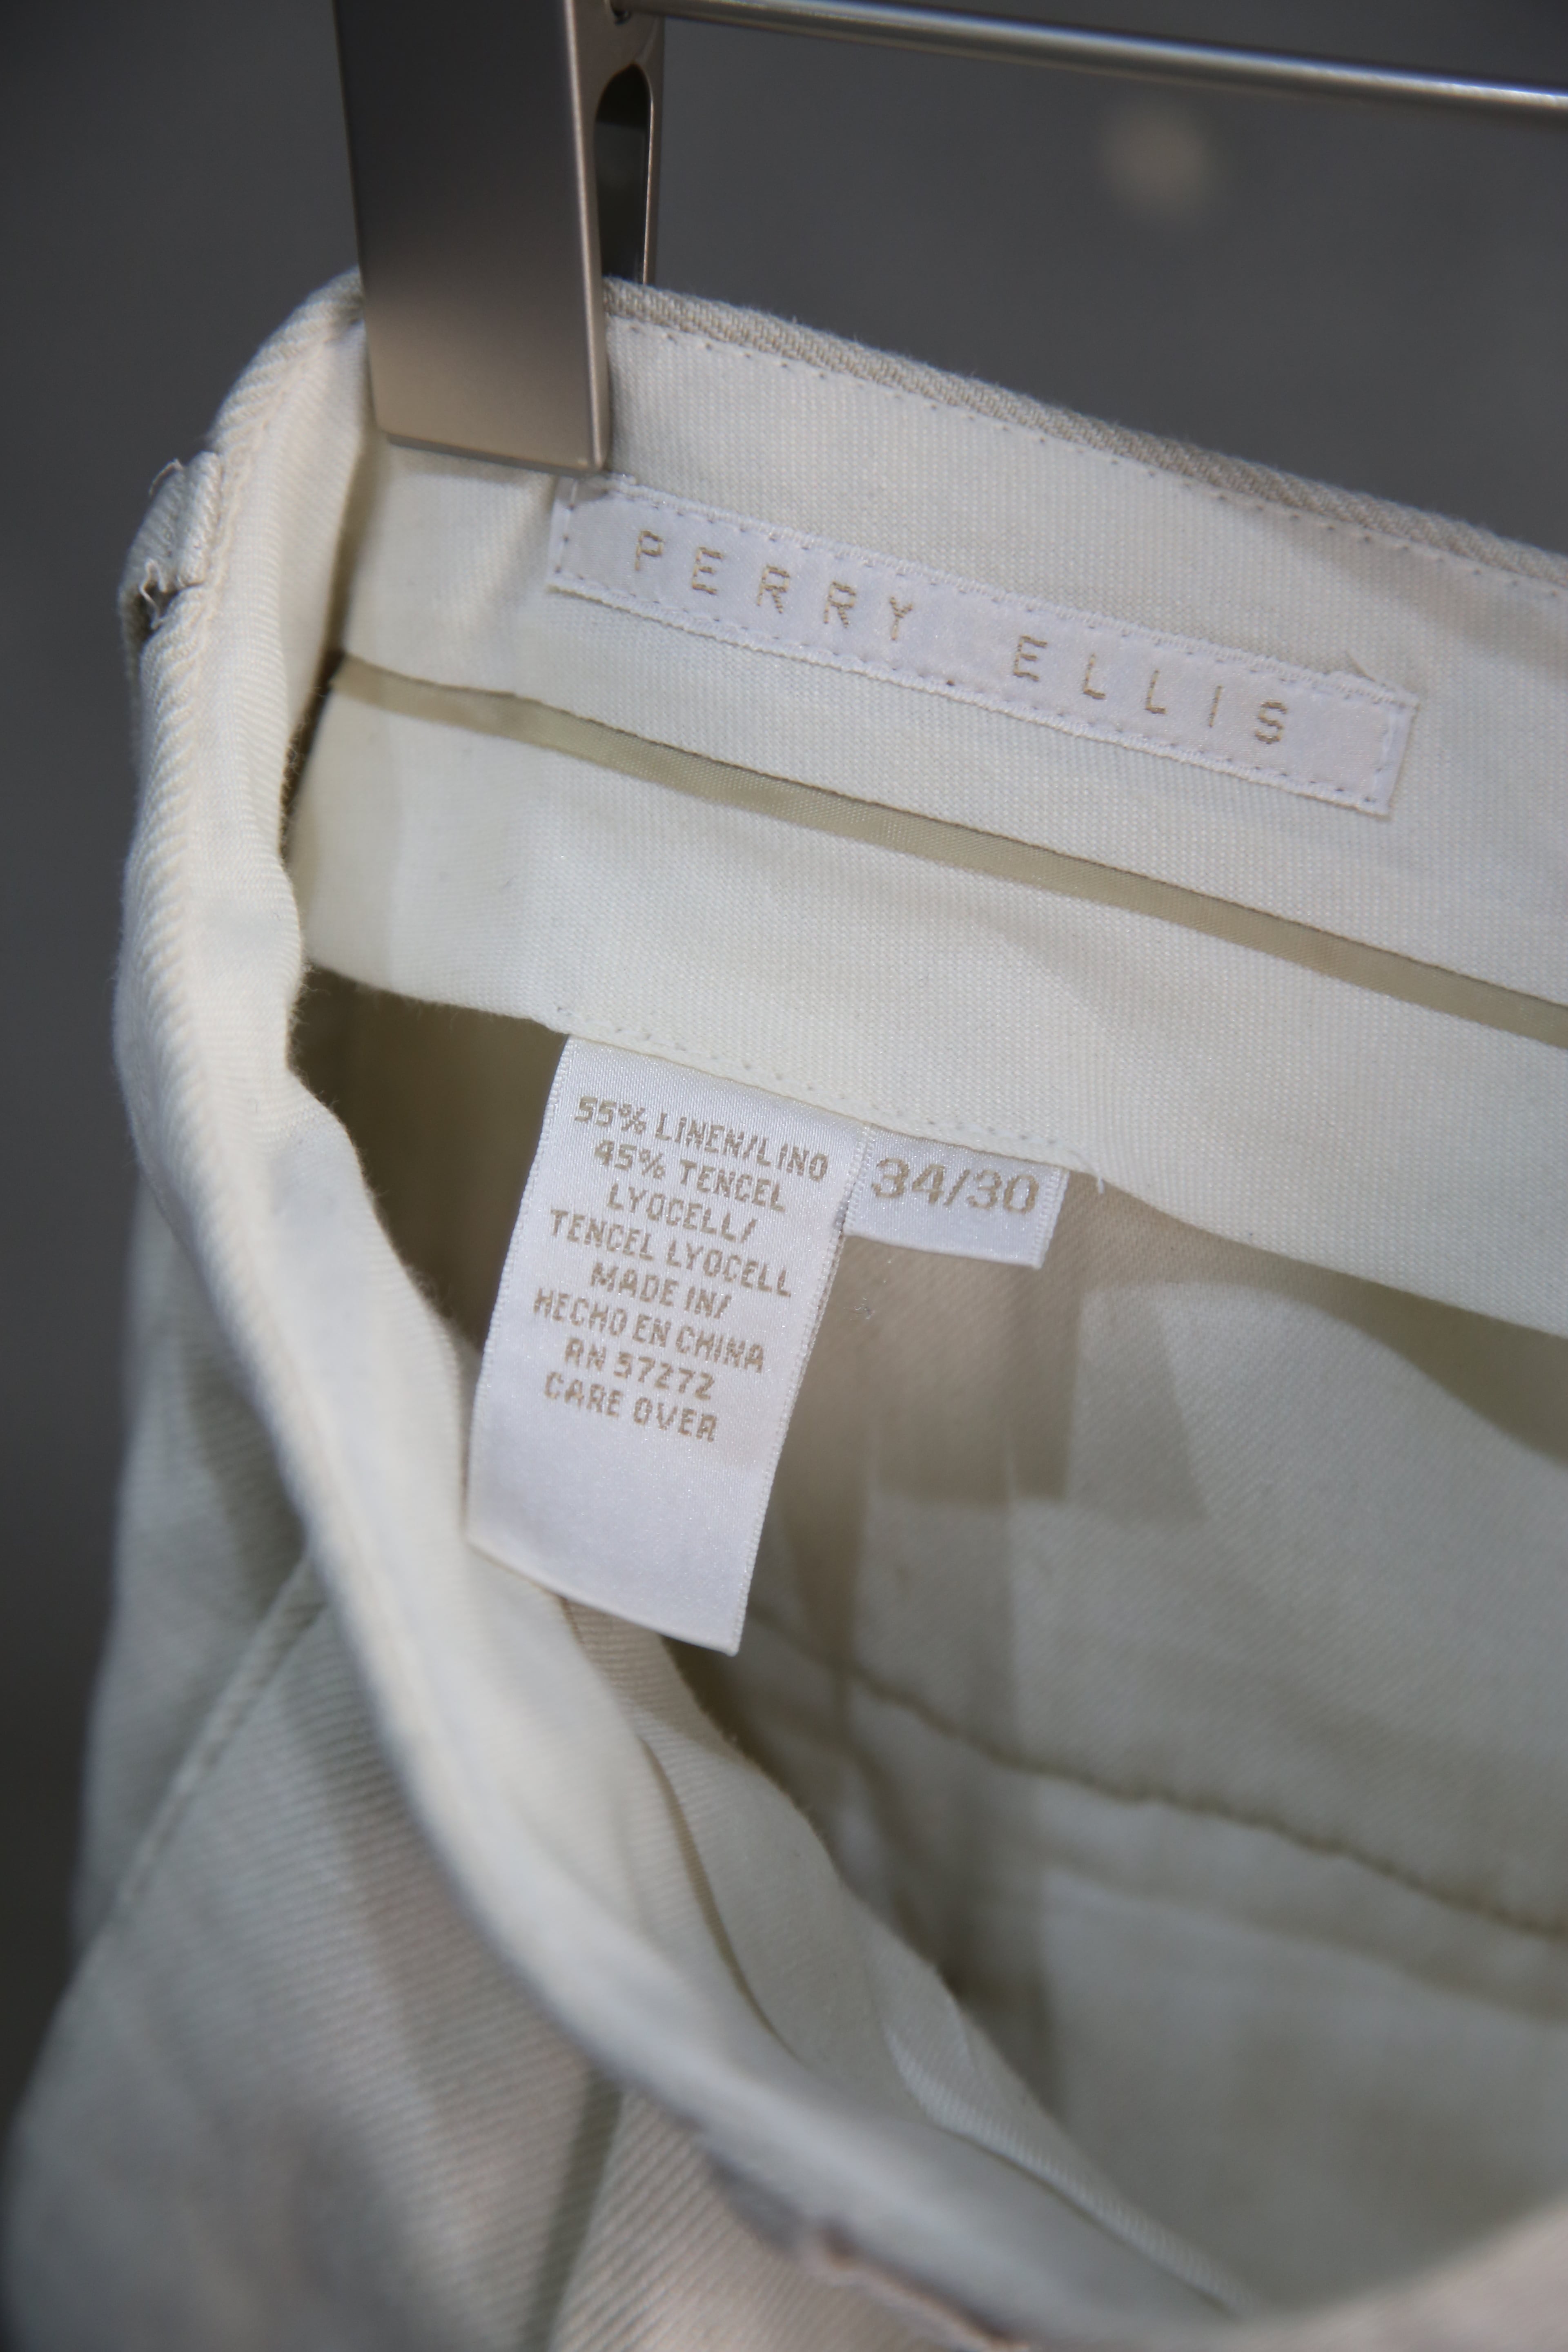 PERRY ELLIS
55% LINEN/LINO
45% TENCEL
LYOCELL/
TENCEL LYOCELL
MADE IN/
HECHO EN CHINA
RN 57272
CARE OVER
34/30